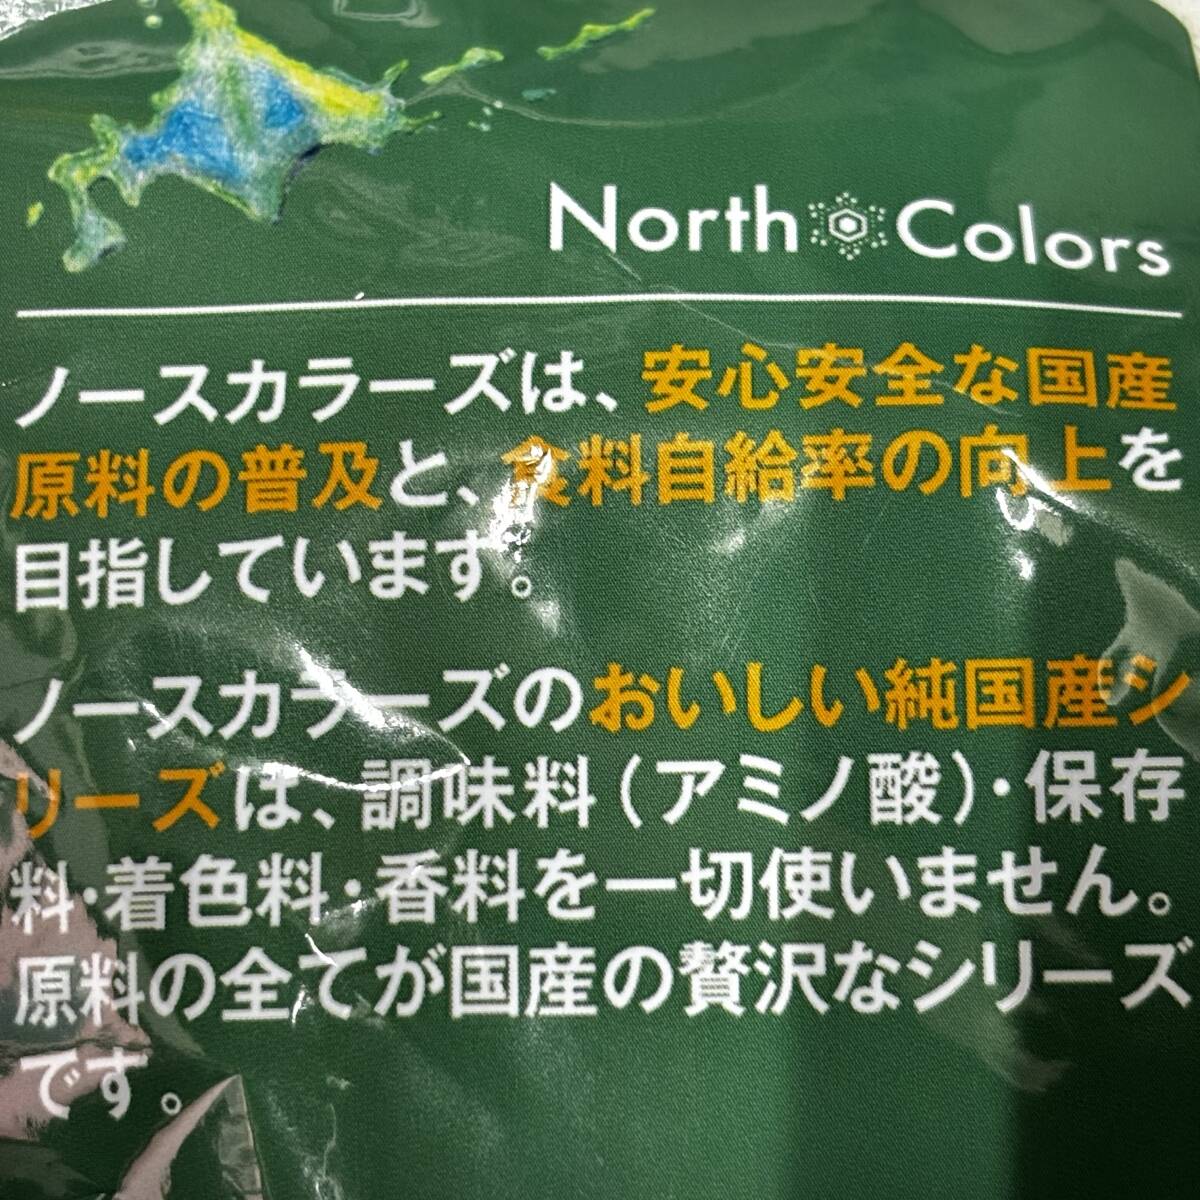 North Colors
ノースカラーズは、安心安全な国産
原料の普及と、食料自給率の向上を
目指しています。
ノースカラーズのおいしい純国産シ
リーズは、調味料（アミノ酸）・保存
料・着色料・香料を一切使いません。
原料の全てが国産の贅沢なシリーズ
です。